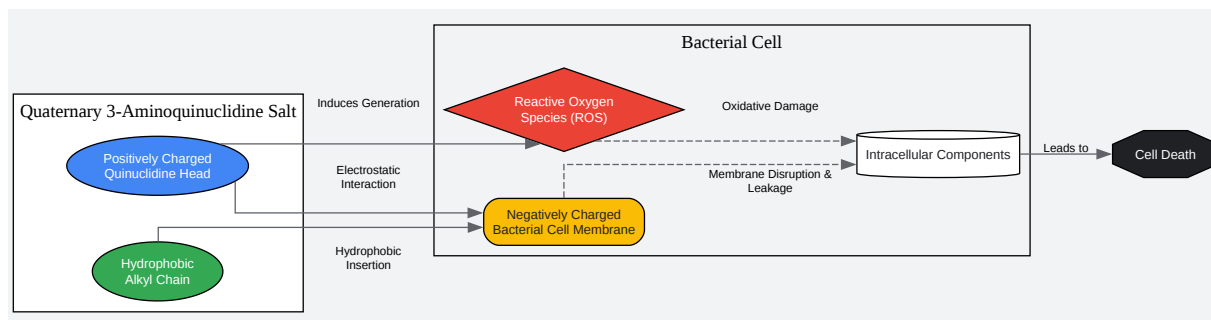 Bacterial Cell
Quaternary 3-Aminoquinuclidine Salt
Induces Generation
Reactive Oxygen
Species (ROS)
Oxidative Damage
Positively Charged
Quinuclidine Head
Electrostatic
Interaction
Intracellular Components
Leads to
Cell Death
Membrane Disruption &
Leakage
Negatively Charged
Bacterial Cell Membrane
Hydrophobic
Insertion
Hydrophobic
Alkyl Chain